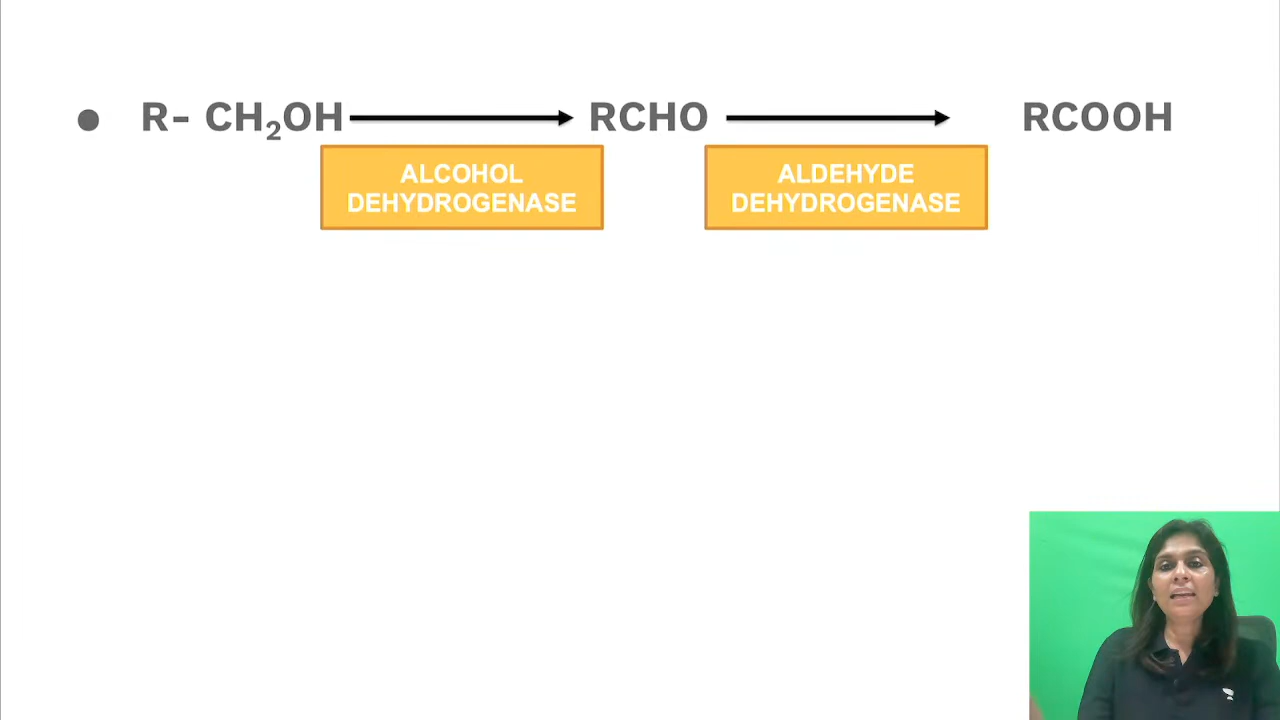 ● R- CH₂OH RCHO RCOOH
ALCOHOL
DEHYDROGENASE
ALDEHYDE
DEHYDROGENASE